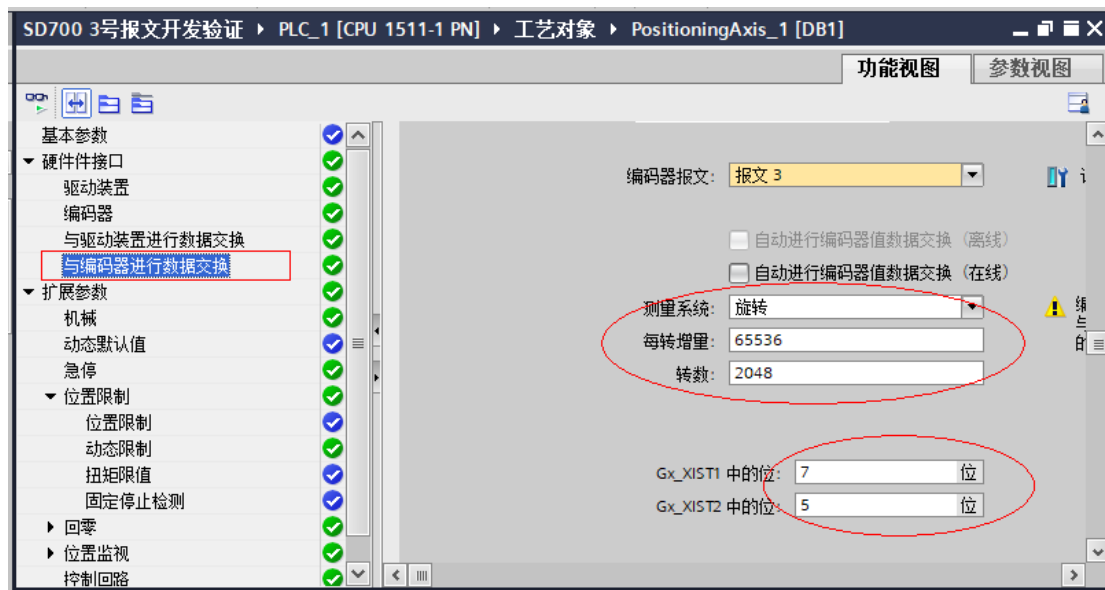 SD700 3号报文开发验证 ▸ PLC_1 [CPU 1511-1 PN] ▸ 工艺对象 ▸ PositioningAxis_1 [DB1]
功能视图
参数视图
基本参数
硬件件接口
驱动装置
编码器
与驱动装置进行数据交换
与编码器进行数据交换
扩展参数
机械
动态默认值
急停
位置限制
位置限制
动态限制
扭矩限值
固定停止检测
回零
位置监视
控制回路
编码器报文: 报文 3
自动进行编码器值数据交换（离线）
自动进行编码器值数据交换（在线）
测量系统: 旋转
每转增量: 65536
转数: 2048
Gx_XIST1 中的位: 7 位
Gx_XIST2 中的位: 5 位
与
的